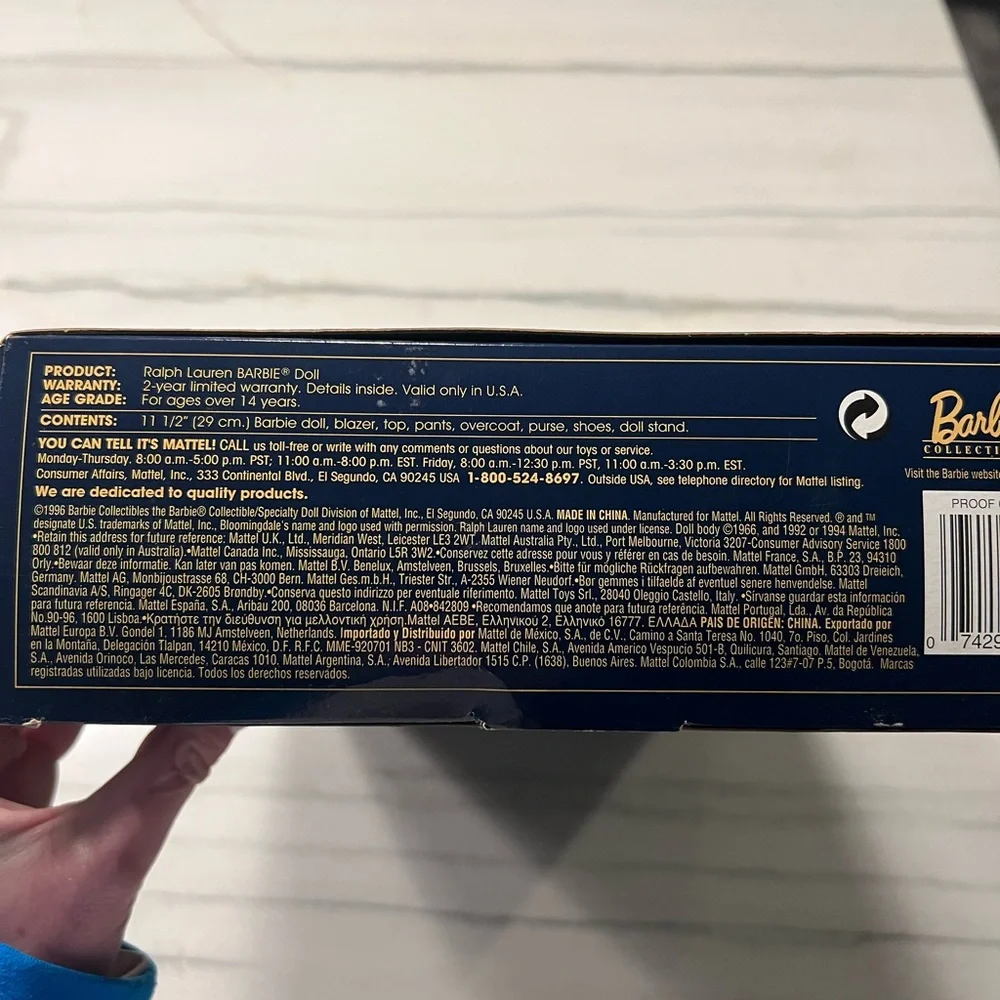 PRODUCT: Ralph Lauren BARBIE® Doll
WARRANTY: 2-year limited warranty. Details inside. Valid only in U.S.A.
AGE GRADE: For ages over 14 years.
CONTENTS: 11 1/2" (29 cm.) Barbie doll, blazer, top, pants, overcoat, purse, shoes, doll stand.
YOU CAN TELL IT'S MATTEL! CALL us toll-free or write with any comments or questions about our toys or service.
Monday-Thursday. 8:00 a.m.-5:00 p.m. PST; 11:00 a.m.-8:00 p.m. EST. Friday, 8:00 a.m.-12:30 p.m. PST, 11:00 a.m.-3:30 p.m. EST.
Consumer Affairs, Mattel, Inc., 333 Continental Blvd., El Segundo, CA 90245 USA 1-800-524-8697. Outside USA, see telephone directory for Mattel listing.
We are dedicated to quality products.
©1996 Barbie Collectibles the Barbie® Collectible/Specialty Doll Division of Mattel, Inc., El Segundo, CA 90245 U.S.A. MADE IN CHINA. Manufactured for Mattel. All Rights Reserved. ® and ™
designate U.S. trademarks of Mattel, Inc., Bloomingdale's name and logo used with permission. Ralph Lauren name and logo used under license. Doll body ©1966, and 1992 or 1994 Mattel, Inc.
•Retain this address for future reference: Mattel U.K., Ltd., Meridian West, Leicester LE3 2WT. Mattel Australia Pty., Ltd., Port Melbourne, Victoria 3207-Consumer Advisory Service 1800
800 812 (valid only in Australia).•Mattel Canada Inc., Mississauga, Ontario L5R 3W2.•Conservez cette adresse pour vous y référer en cas de besoin. Mattel France, S.A., B.P. 23, 94310
Orly.•Bewaar deze informatie. Kan later van pas komen. Mattel B.V. Benelux, Amstelveen, Brussels, Bruxelles.•Bitte für mögliche Rückfragen aufbewahren. Mattel GmbH, 63303 Dreieich,
Germany. Mattel AG, Monbijoustrasse 68, CH-3000 Bern. Mattel Ges.m.b.H., Triester Str., A-2355 Wiener Neudorf.•Bør gemmes i tilfælde af eventuel senere henvendelse. Mattel
Scandinavia A/S, Ringager 4C, DK-2605 Brondby.•Conserva questo indirizzo per eventuale riferimento. Mattel Toys Srl., 28040 Oleggio Castello, Italy. •Sírvanse guardar esta información
para futura referencia. Mattel España, S.A., Aribau 200, 08036 Barcelona. N.I.F. A08•842809 •Recomendamos que anote para futura referência. Mattel Portugal, Lda., Av. da República
No.90-96, 1600 Lisboa.•Κρατήστε την διεύθυνση για μελλοντική χρήση.Mattel AEBE, Ελληνικού 2, Ελληνικό 16777. ΕΛΛΑΔΑ PAIS DE ORIGÉN: CHINA. Exportado por
Mattel Europa B.V. Gondel 1, 1186 MJ Amstelveen, Netherlands. Importado y Distribuido por Mattel de México, S.A., de C.V., Camino a Santa Teresa No. 1040, 7o. Piso, Col. Jardines
en la Montaña, Delegación Tlalpan, 14210 México, D.F. R.F.C. MME-920701 NB3 - CNIT 3602. Mattel Chile, S.A., Avenida Americo Vespucio 501-B, Quilicura, Santiago. Mattel de Venezuela,
S.A., Avenida Orinoco, Las Mercedes, Caracas 1010. Mattel Argentina, S.A., Avenida Libertador 1515 C.P. (1638), Buenos Aires. Mattel Colombia S.A., calle 123#7-07 P.5, Bogotá. Marcas
registradas utilizadas bajo licencia. Todos los derechos reservados.
Visit the Barbie website
PROOF
0 7429